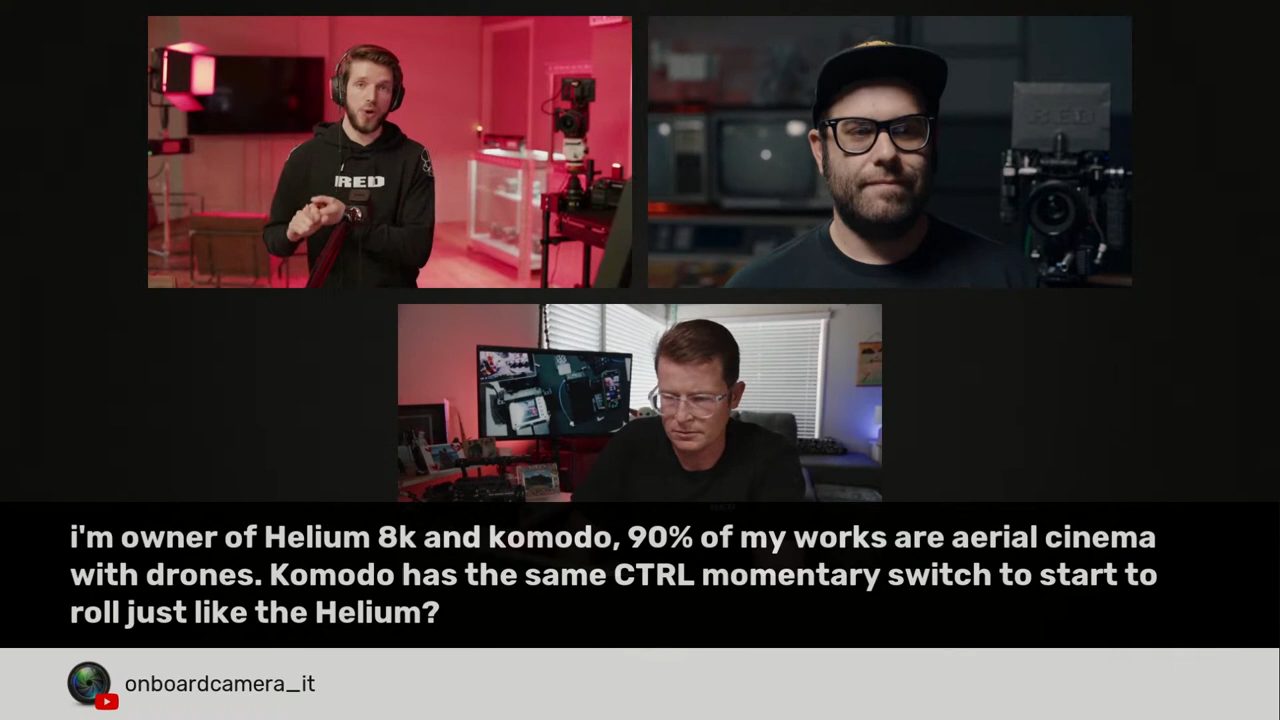 RED
RED
i'm owner of Helium 8k and komodo, 90% of my works are aerial cinema
with drones. Komodo has the same CTRL momentary switch to start to
roll just like the Helium?
onboardcamera_it